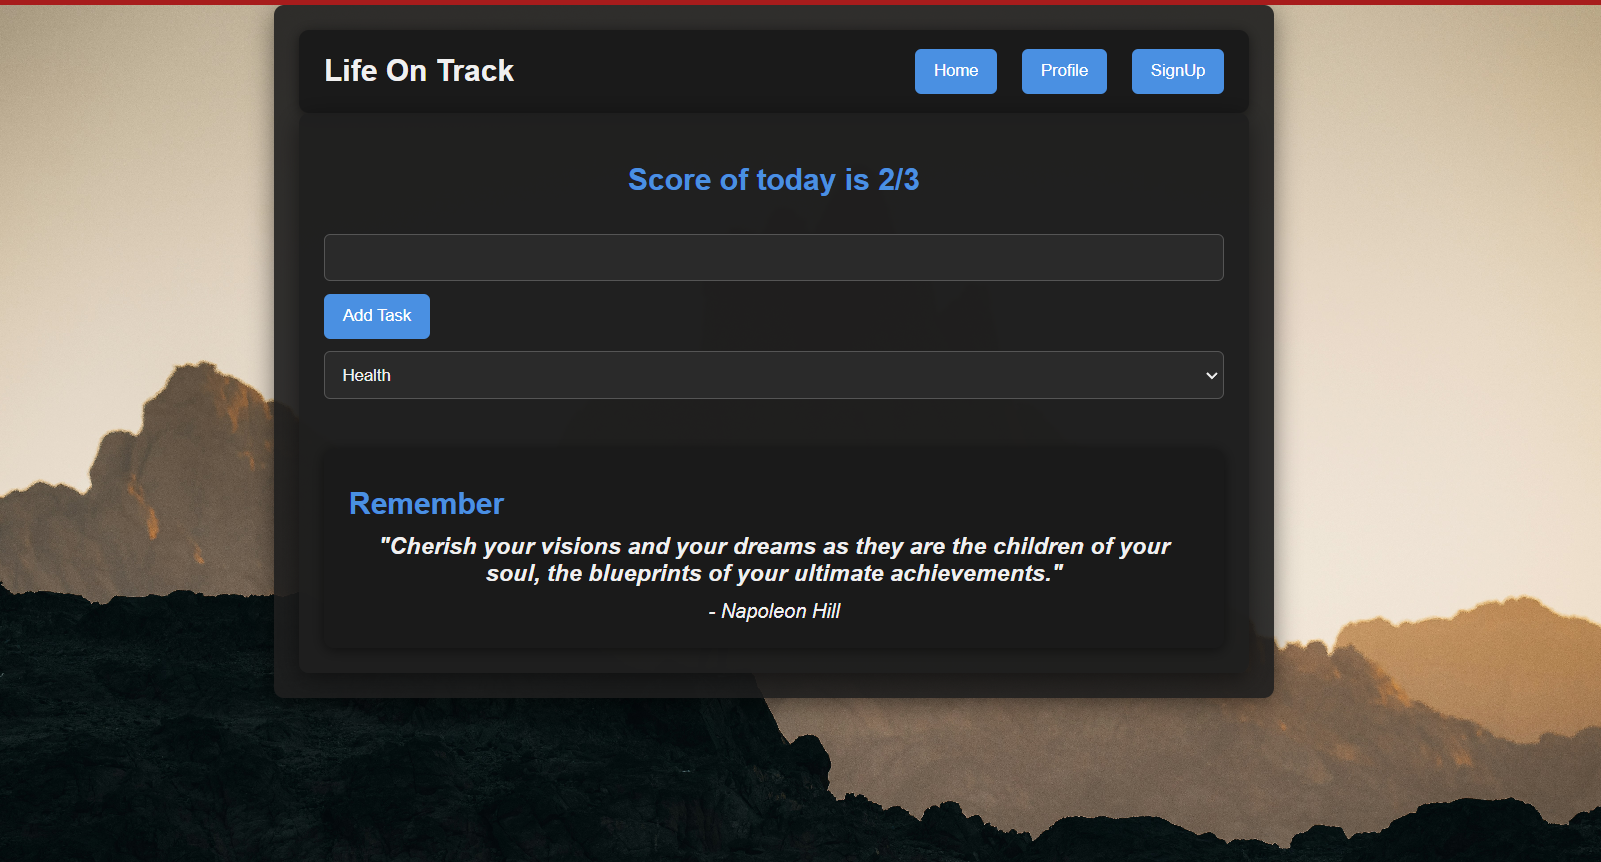 Life On Track
Home
Profile
SignUp
Score of today is 2/3
Add Task
Health
Remember
"Cherish your visions and your dreams as they are the children of your
soul, the blueprints of your ultimate achievements."
- Napoleon Hill